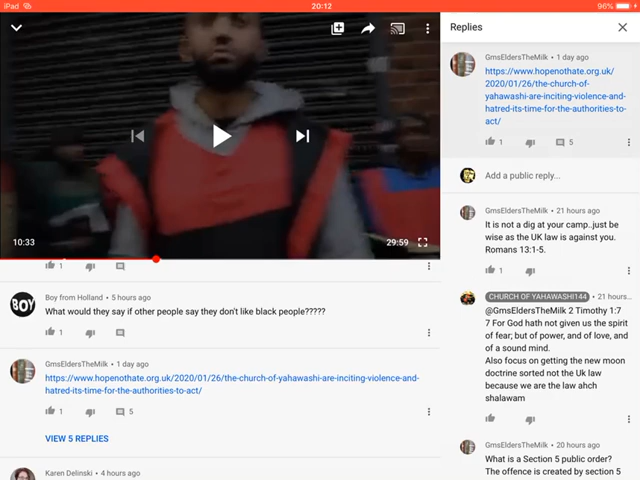 iPad
20:12
96%
10:33
29:59
1
Boy from Holland • 5 hours ago
BOY
What would they say if other people say they don't like black people?????
1
GmsEldersTheMilk • 1 day ago
https://www.hopenothate.org.uk/2020/01/26/the-church-of-yahawashi-are-inciting-violence-and-
hatred-its-time-for-the-authorities-to-act/
1
5
VIEW 5 REPLIES
Karen Delinski • 4 hours ago
Replies
GmsEldersTheMilk • 1 day ago
https://www.hopenothate.org.uk/
2020/01/26/the-church-of-
yahawashi-are-inciting-violence-and-
hatred-its-time-for-the-authorities-to-
act/
1
5
Add a public reply...
GmsEldersTheMilk • 21 hours ago
It is not a dig at your camp..just be
wise as the UK law is against you.
Romans 13:1-5.
1
CHURCH OF YAHAWASHI144 • 21 hours...
@GmsEldersTheMilk 2 Timothy 1:7
7 For God hath not given us the spirit
of fear; but of power, and of love, and
of a sound mind.
Also focus on getting the new moon
doctrine sorted not the Uk law
because we are the law ahch
shalawam
GmsEldersTheMilk • 20 hours ago
What is a Section 5 public order?
The offence is created by section 5